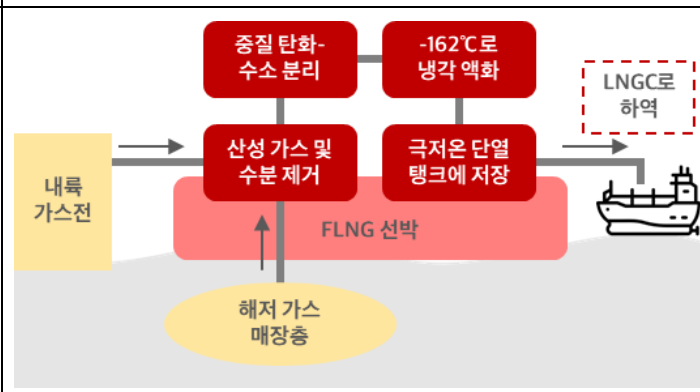 중질 탄화-
수소 분리
-162℃로
냉각 액화
LNGC로
하역
산성 가스 및
수분 제거
극저온 단열
탱크에 저장
내륙
가스전
FLNG 선박
해저 가스
매장층